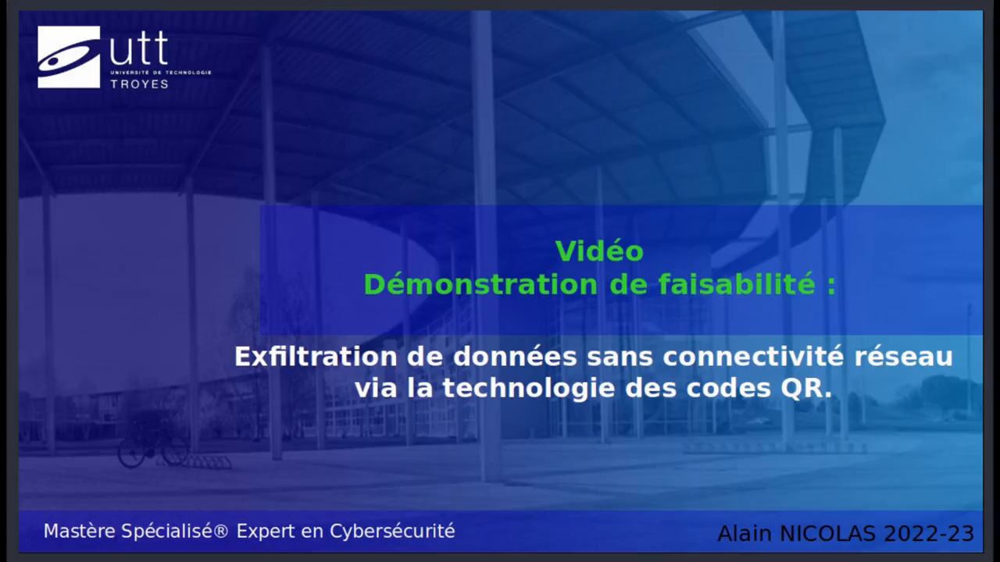 utt
UNIVERSITÉ DE TECHNOLOGIE
TROYES
Vidéo
Démonstration de faisabilité :
Exfiltration de données sans connectivité réseau
via la technologie des codes QR.
Mastère Spécialisé® Expert en Cybersécurité
Alain NICOLAS 2022-23